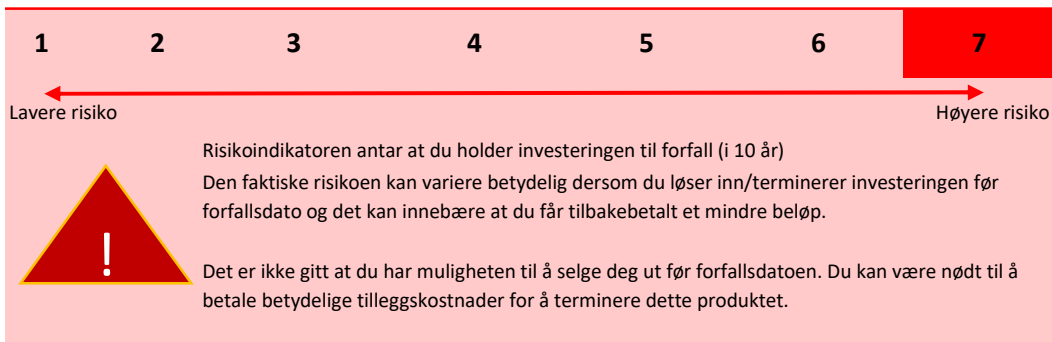 1 2 3 4 5 6 7
Lavere risiko Høyere risiko
Risikoindikatoren antar at du holder investeringen til forfall (i 10 år)
Den faktiske risikoen kan variere betydelig dersom du løser inn/terminerer investeringen før
forfallsdato og det kan innebære at du får tilbakebetalt et mindre beløp.
!
Det er ikke gitt at du har muligheten til å selge deg ut før forfallsdatoen. Du kan være nødt til å
betale betydelige tilleggskostnader for å terminere dette produktet.